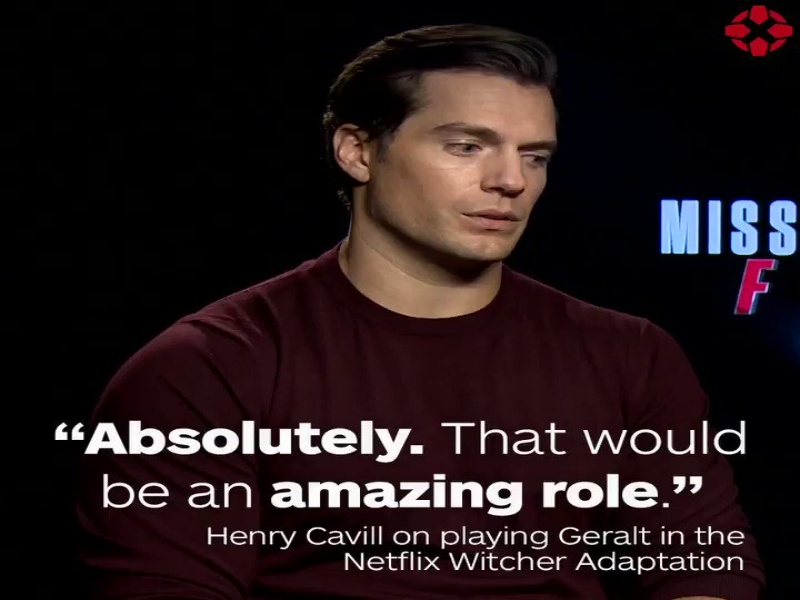 MISS
F
“Absolutely. That would
be an amazing role.”
Henry Cavill on playing Geralt in the
Netflix Witcher Adaptation